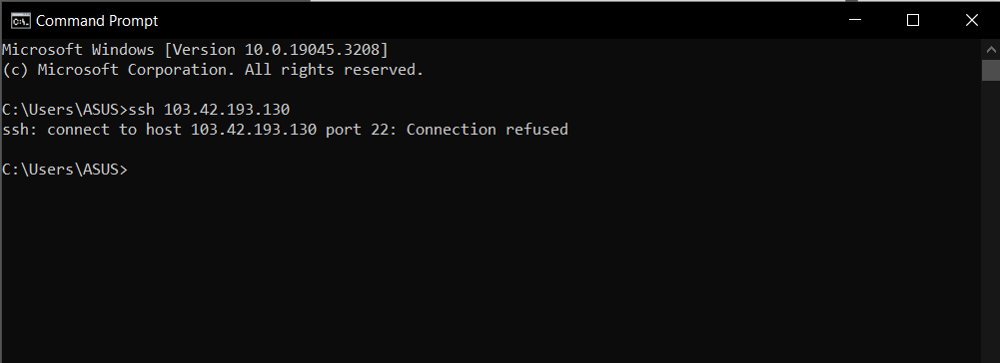 Command Prompt
Microsoft Windows [Version 10.0.19045.3208]
(c) Microsoft Corporation. All rights reserved.
C:\Users\ASUS>ssh 103.42.193.130
ssh: connect to host 103.42.193.130 port 22: Connection refused
C:\Users\ASUS>